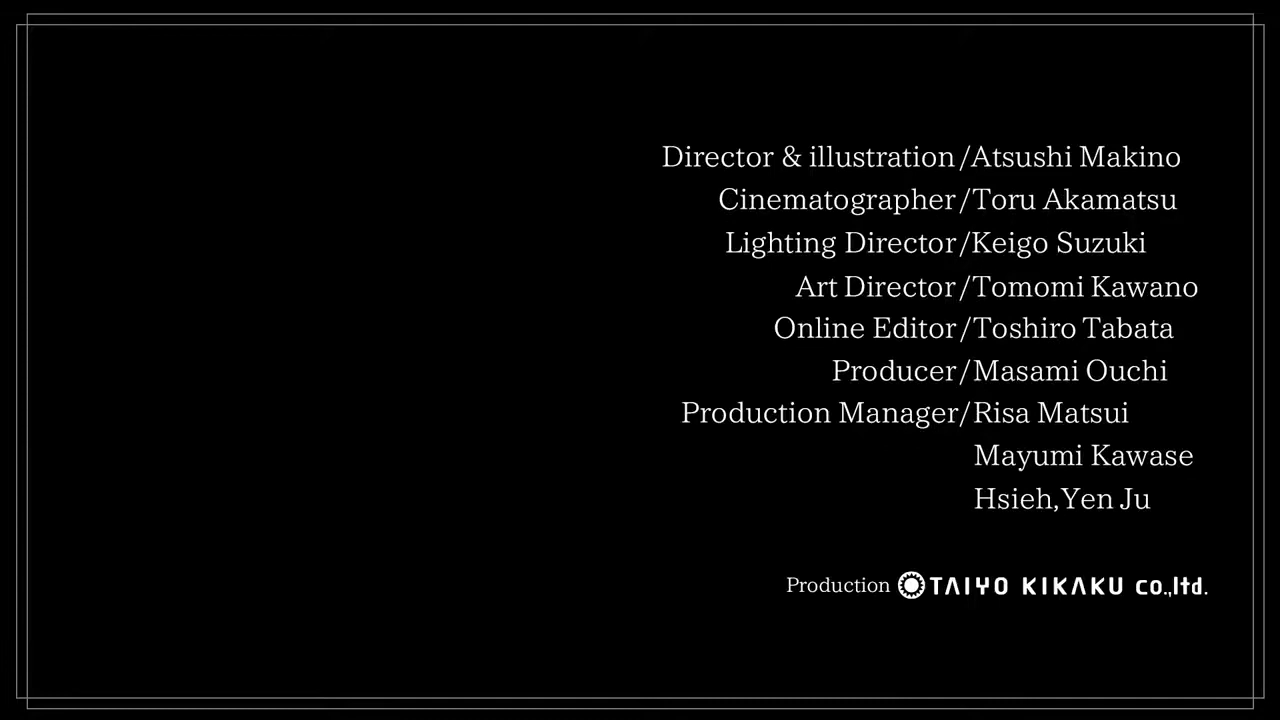 Director & illustration/Atsushi Makino
Cinematographer/Toru Akamatsu
Lighting Director/Keigo Suzuki
Art Director/Tomomi Kawano
Online Editor/Toshiro Tabata
Producer/Masami Ouchi
Production Manager/Risa Matsui
Mayumi Kawase
Hsieh,Yen Ju
Production TAIYO KIKAKU co.,ltd.